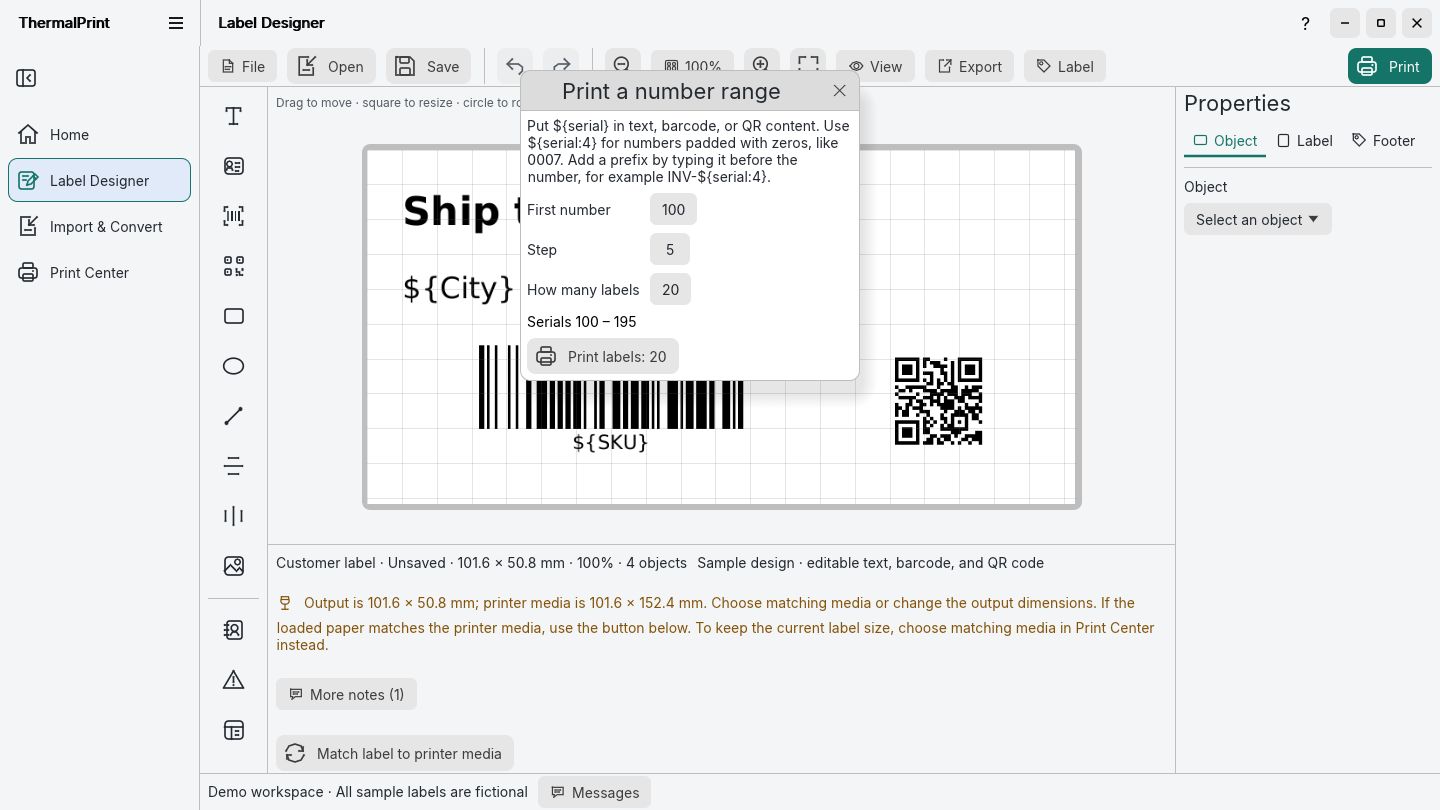 ThermalPrint
Label Designer
?
File
Open
Save
100%
View
Export
Label
Print
Home
Label Designer
Import & Convert
Print Center
Drag to move · square to resize · circle to
Print a number range
Put ${serial} in text, barcode, or QR content. Use
${serial:4} for numbers padded with zeros, like
0007. Add a prefix by typing it before the
number, for example INV-${serial:4}.
First number 100
Step 5
How many labels 20
Serials 100 – 195
Print labels: 20
Ship
${City}
${SKU}
Properties
Object Label Footer
Object
Select an object
Customer label · Unsaved · 101.6 × 50.8 mm · 100% · 4 objects Sample design · editable text, barcode, and QR code
Output is 101.6 × 50.8 mm; printer media is 101.6 × 152.4 mm. Choose matching media or change the output dimensions. If the
loaded paper matches the printer media, use the button below. To keep the current label size, choose matching media in Print Center
instead.
More notes (1)
Match label to printer media
Demo workspace · All sample labels are fictional
Messages